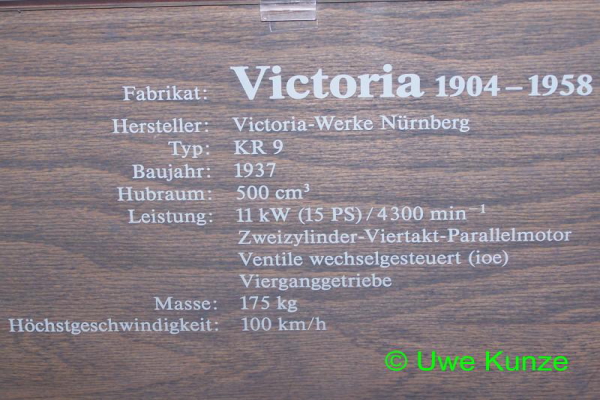 Fabrikat: Victoria 1904 – 1958
Hersteller: Victoria-Werke Nürnberg
Typ: KR 9
Baujahr: 1937
Hubraum: 500 cm³
Leistung: 11 kW (15 PS) / 4300 min⁻¹
Zweizylinder-Viertakt-Parallelmotor
Ventile wechselgesteuert (ioe)
Vierganggetriebe
Masse: 175 kg
Höchstgeschwindigkeit: 100 km/h
© Uwe Kunze